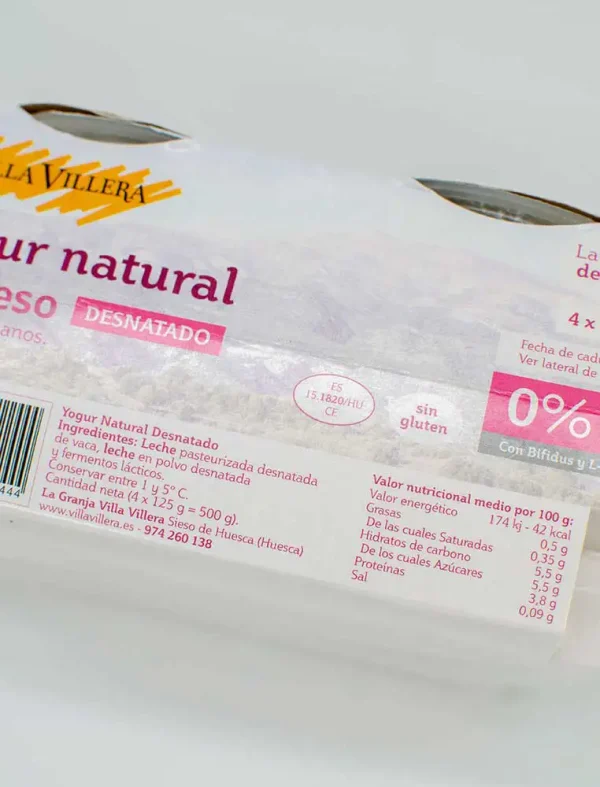 LLA VILLERA
ur natural
eso DESNATADO
anos.
La
de
4 x
Fecha de cad
Ver lateral de
ES
15.1820/HU
CE
sin
gluten
0%
Con Bífidus y L-
444
Yogur Natural Desnatado
Ingredientes: Leche pasteurizada desnatada
de vaca, leche en polvo desnatada
y fermentos lácticos.
Conservar entre 1 y 5º C.
Cantidad neta (4 x 125 g = 500 g).
La Granja Villa Villera Sieso de Huesca (Huesca)
www.villavillera.es - 974 260 138
Valor nutricional medio por 100 g:
Valor energético 174 kj - 42 kcal
Grasas 0,5 g
De las cuales Saturadas 0,35 g
Hidratos de carbono 5,5 g
De los cuales Azúcares 5,5 g
Proteínas 3,8 g
Sal 0,09 g